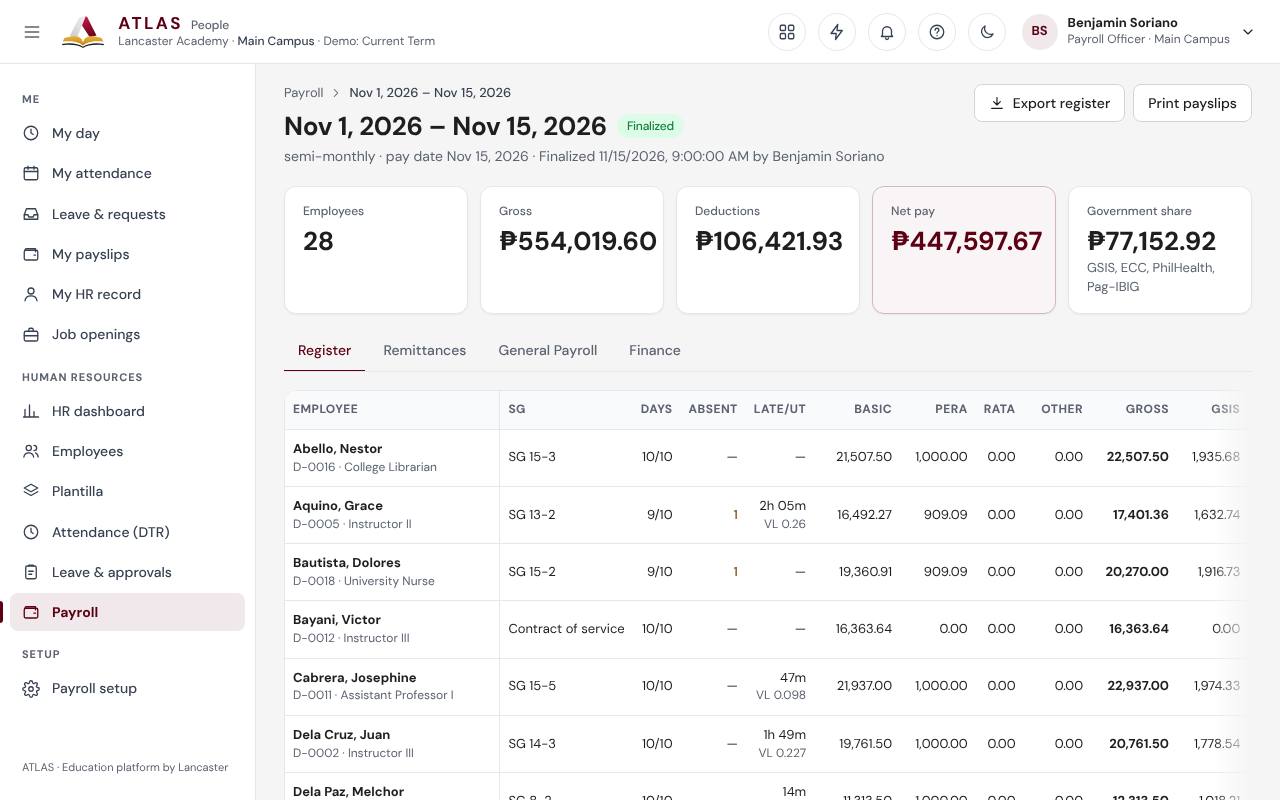 ATLAS People
Lancaster Academy · Main Campus · Demo: Current Term
BS
Benjamin Soriano
Payroll Officer · Main Campus
ME
My day
My attendance
Leave & requests
My payslips
My HR record
Job openings
HUMAN RESOURCES
HR dashboard
Employees
Plantilla
Attendance (DTR)
Leave & approvals
Payroll
SETUP
Payroll setup
ATLAS · Education platform by Lancaster
Payroll > Nov 1, 2026 – Nov 15, 2026
Nov 1, 2026 – Nov 15, 2026 Finalized
semi-monthly · pay date Nov 15, 2026 · Finalized 11/15/2026, 9:00:00 AM by Benjamin Soriano
Export register
Print payslips
Employees
28
Gross
₱554,019.60
Deductions
₱106,421.93
Net pay
₱447,597.67
Government share
₱77,152.92
GSIS, ECC, PhilHealth,
Pag-IBIG
Register Remittances General Payroll Finance
EMPLOYEE SG DAYS ABSENT LATE/UT BASIC PERA RATA OTHER GROSS GSIS
Abello, Nestor
D-0016 · College Librarian
SG 15-3 10/10 — — 21,507.50 1,000.00 0.00 0.00 22,507.50 1,935.68
Aquino, Grace
D-0005 · Instructor II
SG 13-2 9/10 1 2h 05m 16,492.27 909.09 0.00 0.00 17,401.36 1,632.74
VL 0.26
Bautista, Dolores
D-0018 · University Nurse
SG 15-2 9/10 1 — 19,360.91 909.09 0.00 0.00 20,270.00 1,916.73
Bayani, Victor
D-0012 · Instructor III
Contract of service 10/10 — — 16,363.64 0.00 0.00 0.00 16,363.64 0.00
Cabrera, Josephine
D-0011 · Assistant Professor I
SG 15-5 10/10 — 47m 21,937.00 1,000.00 0.00 0.00 22,937.00 1,974.33
VL 0.098
Dela Cruz, Juan
D-0002 · Instructor III
SG 14-3 10/10 — 1h 49m 19,761.50 1,000.00 0.00 0.00 20,761.50 1,778.54
VL 0.227
Dela Paz, Melchor
14m